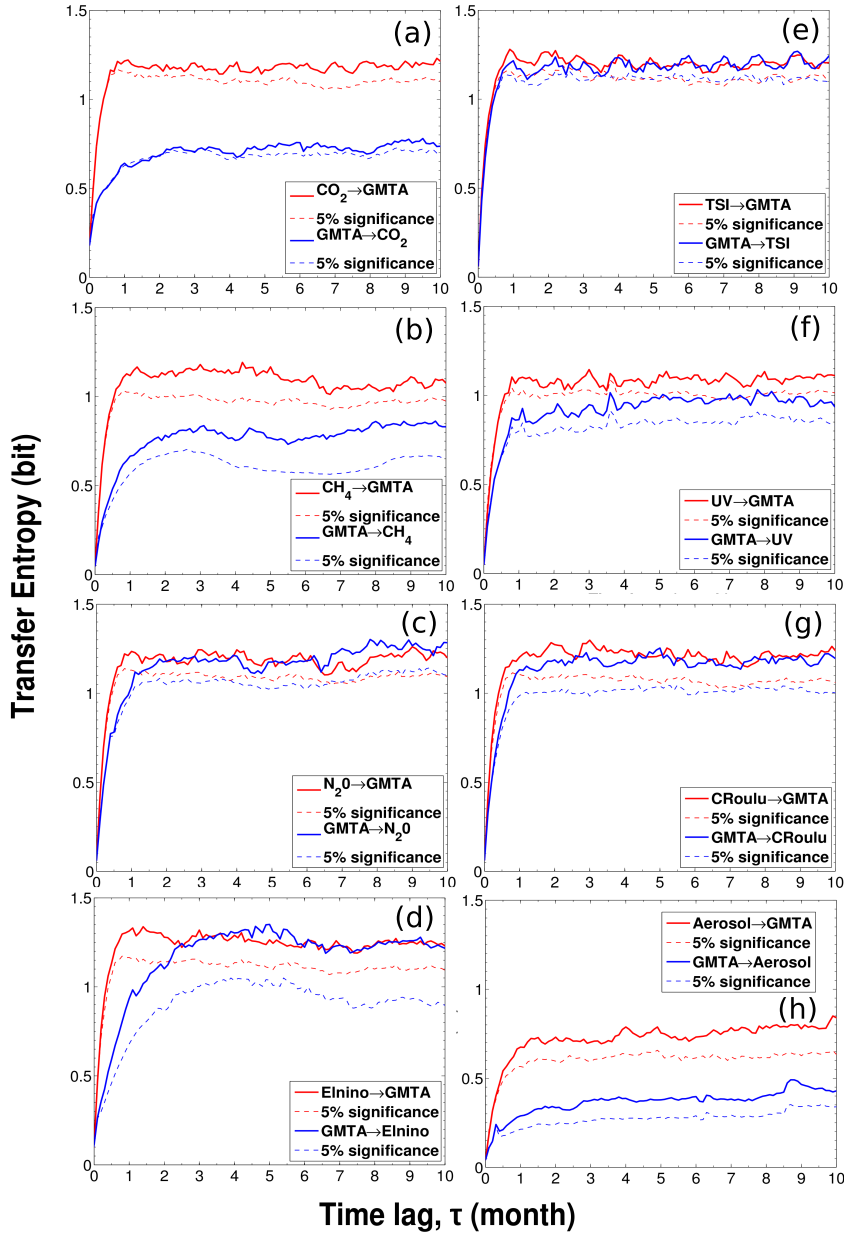 Transfer Entropy (bit)
(a)
1.5
1
0.5
0
CO2→GMTA
5% significance
GMTA→CO2
5% significance
0 1 2 3 4 5 6 7 8 9 10
(e)
1.5
1
0.5
0
TSI→GMTA
5% significance
GMTA→TSI
5% significance
0 1 2 3 4 5 6 7 8 9 10
(b)
1.5
1
0.5
0
CH4→GMTA
5% significance
GMTA→CH4
5% significance
0 1 2 3 4 5 6 7 8 9 10
(f)
1.5
1
0.5
0
UV→GMTA
5% significance
GMTA→UV
5% significance
0 1 2 3 4 5 6 7 8 9 10
(c)
1.5
1
0.5
0
N20→GMTA
5% significance
GMTA→N20
5% significance
0 1 2 3 4 5 6 7 8 9 10
(g)
1.5
1
0.5
0
CRoulu→GMTA
5% significance
GMTA→CRoulu
5% significance
0 1 2 3 4 5 6 7 8 9 10
(d)
1.5
1
0.5
0
Elnino→GMTA
5% significance
GMTA→Elnino
5% significance
0 1 2 3 4 5 6 7 8 9 10
1.5
1
0.5
0
Aerosol→GMTA
5% significance
GMTA→Aerosol
5% significance
(h)
0 1 2 3 4 5 6 7 8 9 10
Time lag, τ (month)